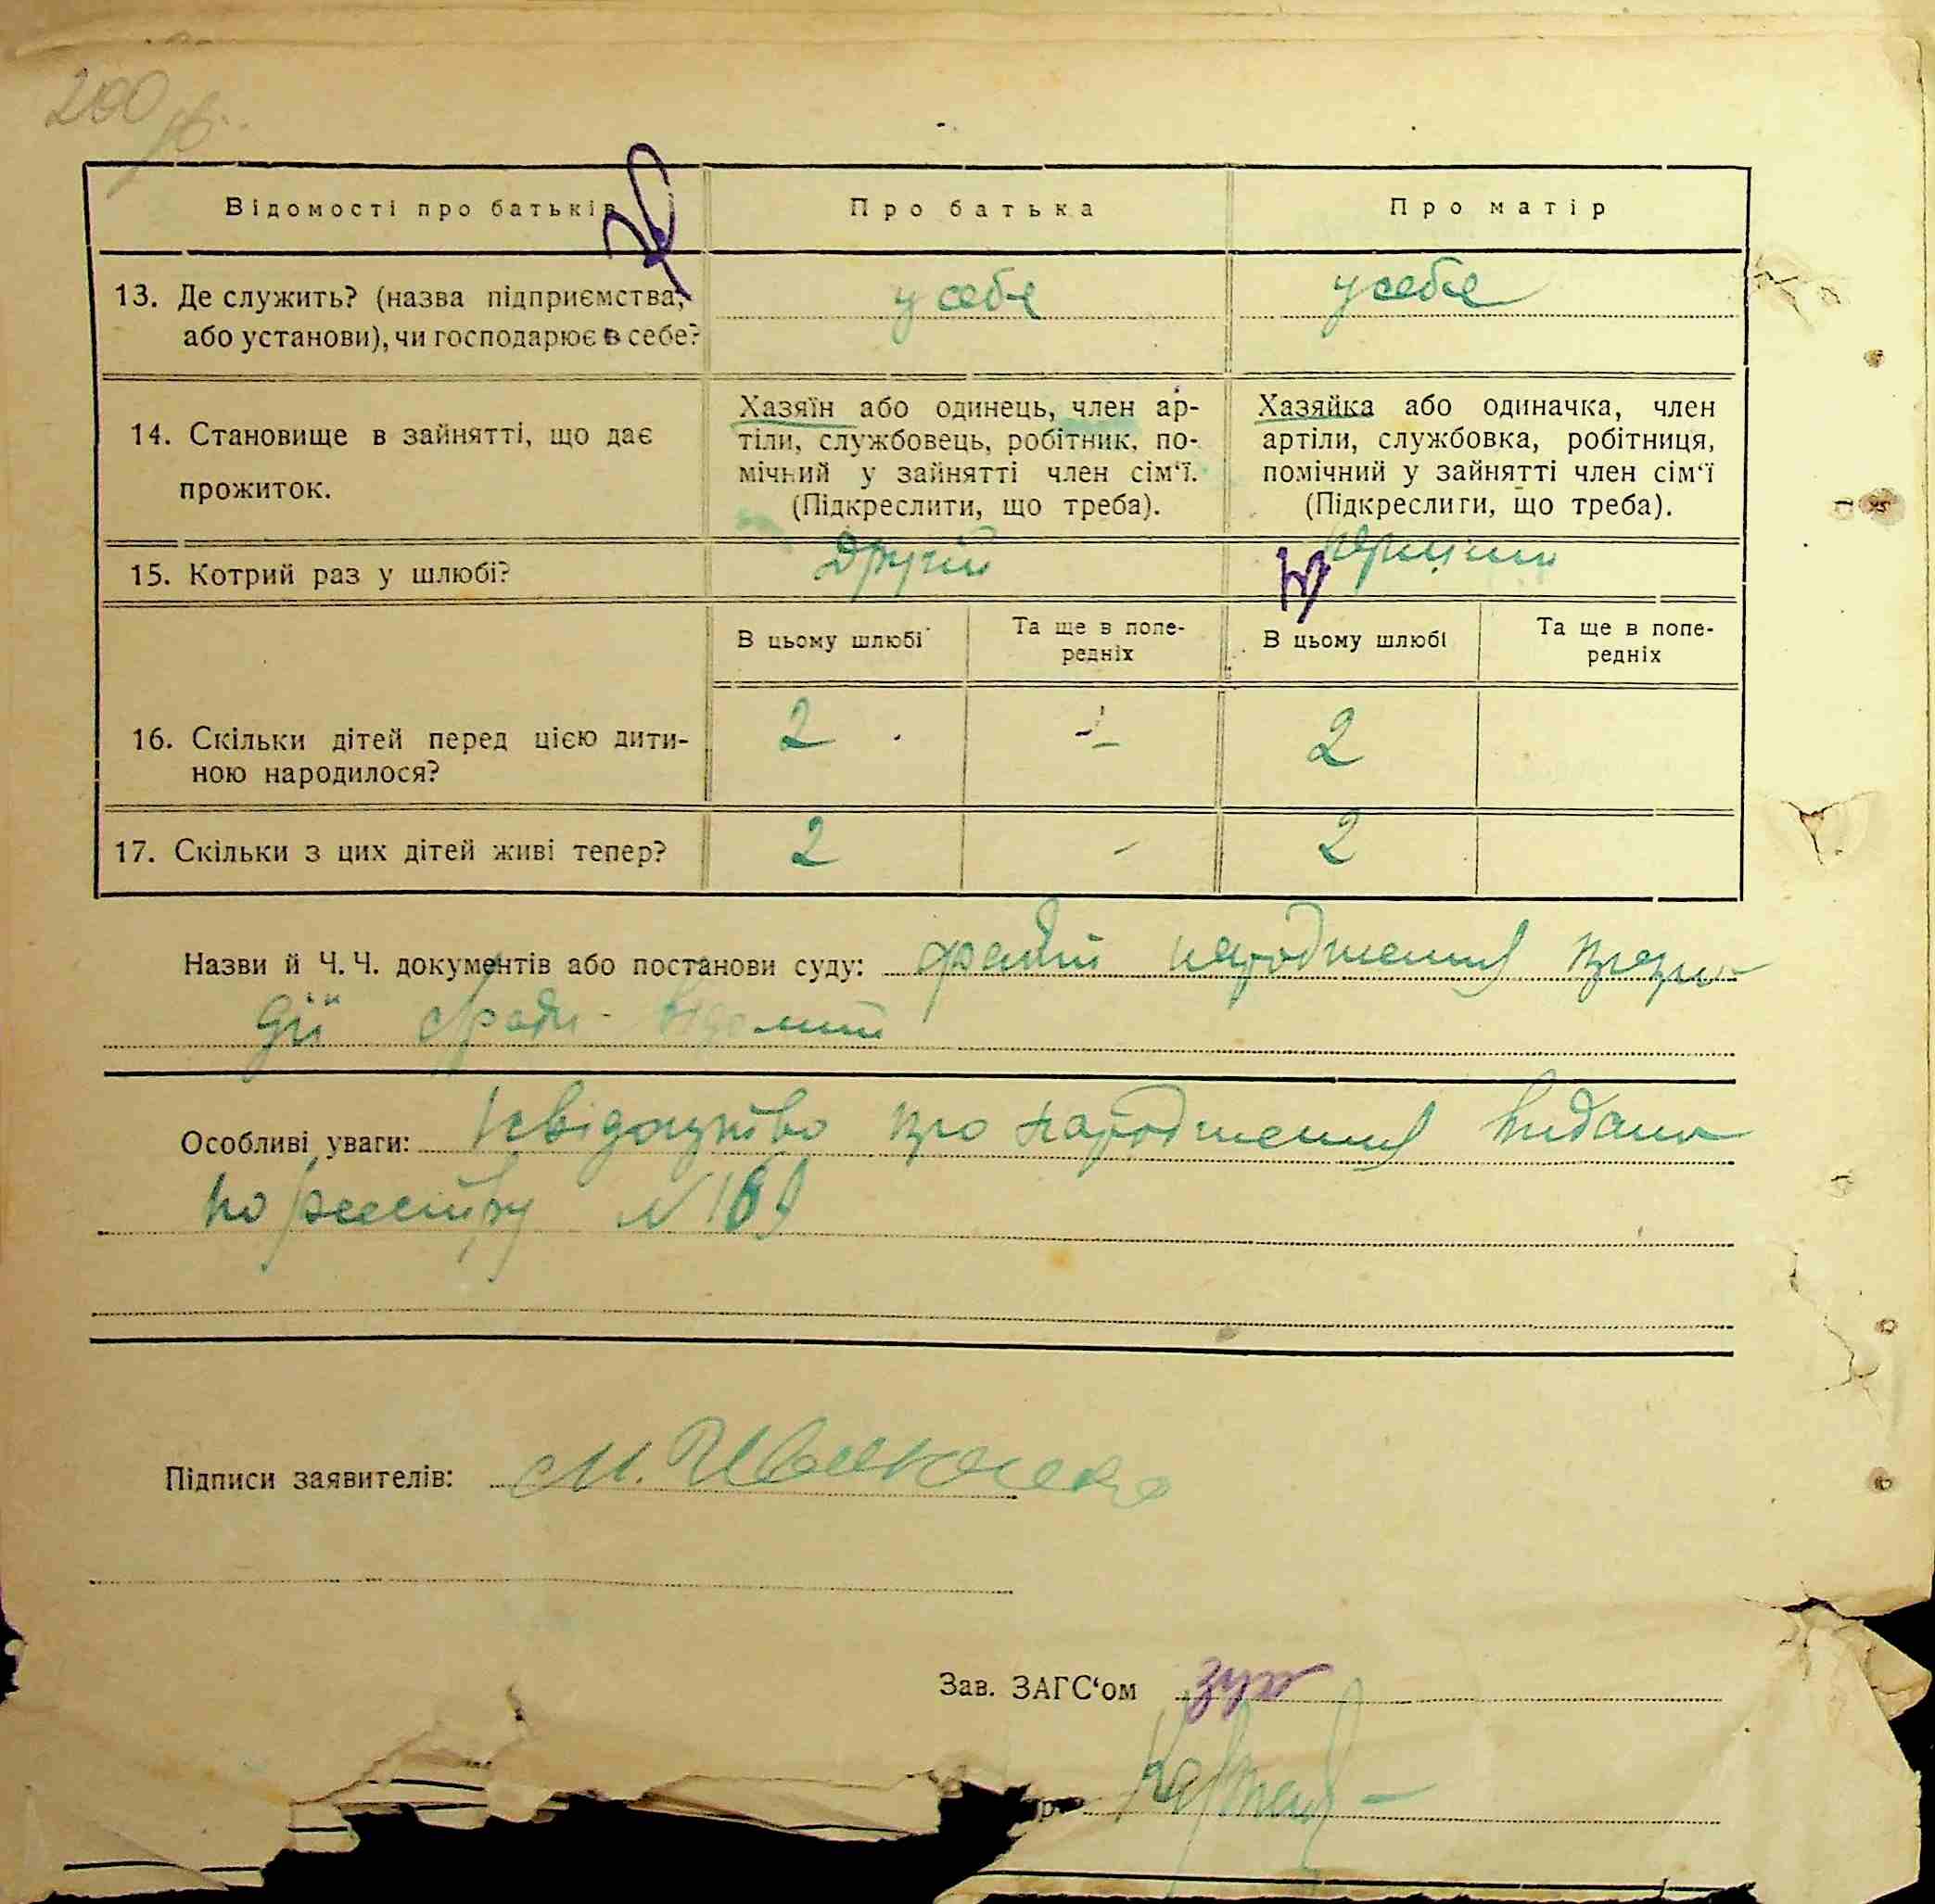 200
Відомості про батьків
Про батька
Про матір
13. Де служить? (назва підприємства,
або установи), чи господарює в себе?
у себе
у себе
14. Становище в зайнятті, що дає
прожиток.
Хазяїн або одинець, член ар-
тіли, службовець, робітник, по-
мічний у зайнятті член сім‘ї.
(Підкреслити, що треба).
Хазяйка або одиначка, член
артіли, службовка, робітниця,
помічний у зайнятті член сім‘ї
(Підкреслити, що треба).
15. Котрий раз у шлюбі?
Другий
В цьому шлюбі
Та ще в попе-
редніх
В цьому шлюбі
Та ще в попе-
редніх
16. Скільки дітей перед цією дити-
ною народилося?
2
-
2
17. Скільки з цих дітей живі тепер?
2
-
2
Назви й Ч. Ч. документів або постанови суду: факт народження
Особливі уваги: свідоцтво про народження видано
по реєстру N
Підписи заявителів: М.
Зав. ЗАГС‘ом